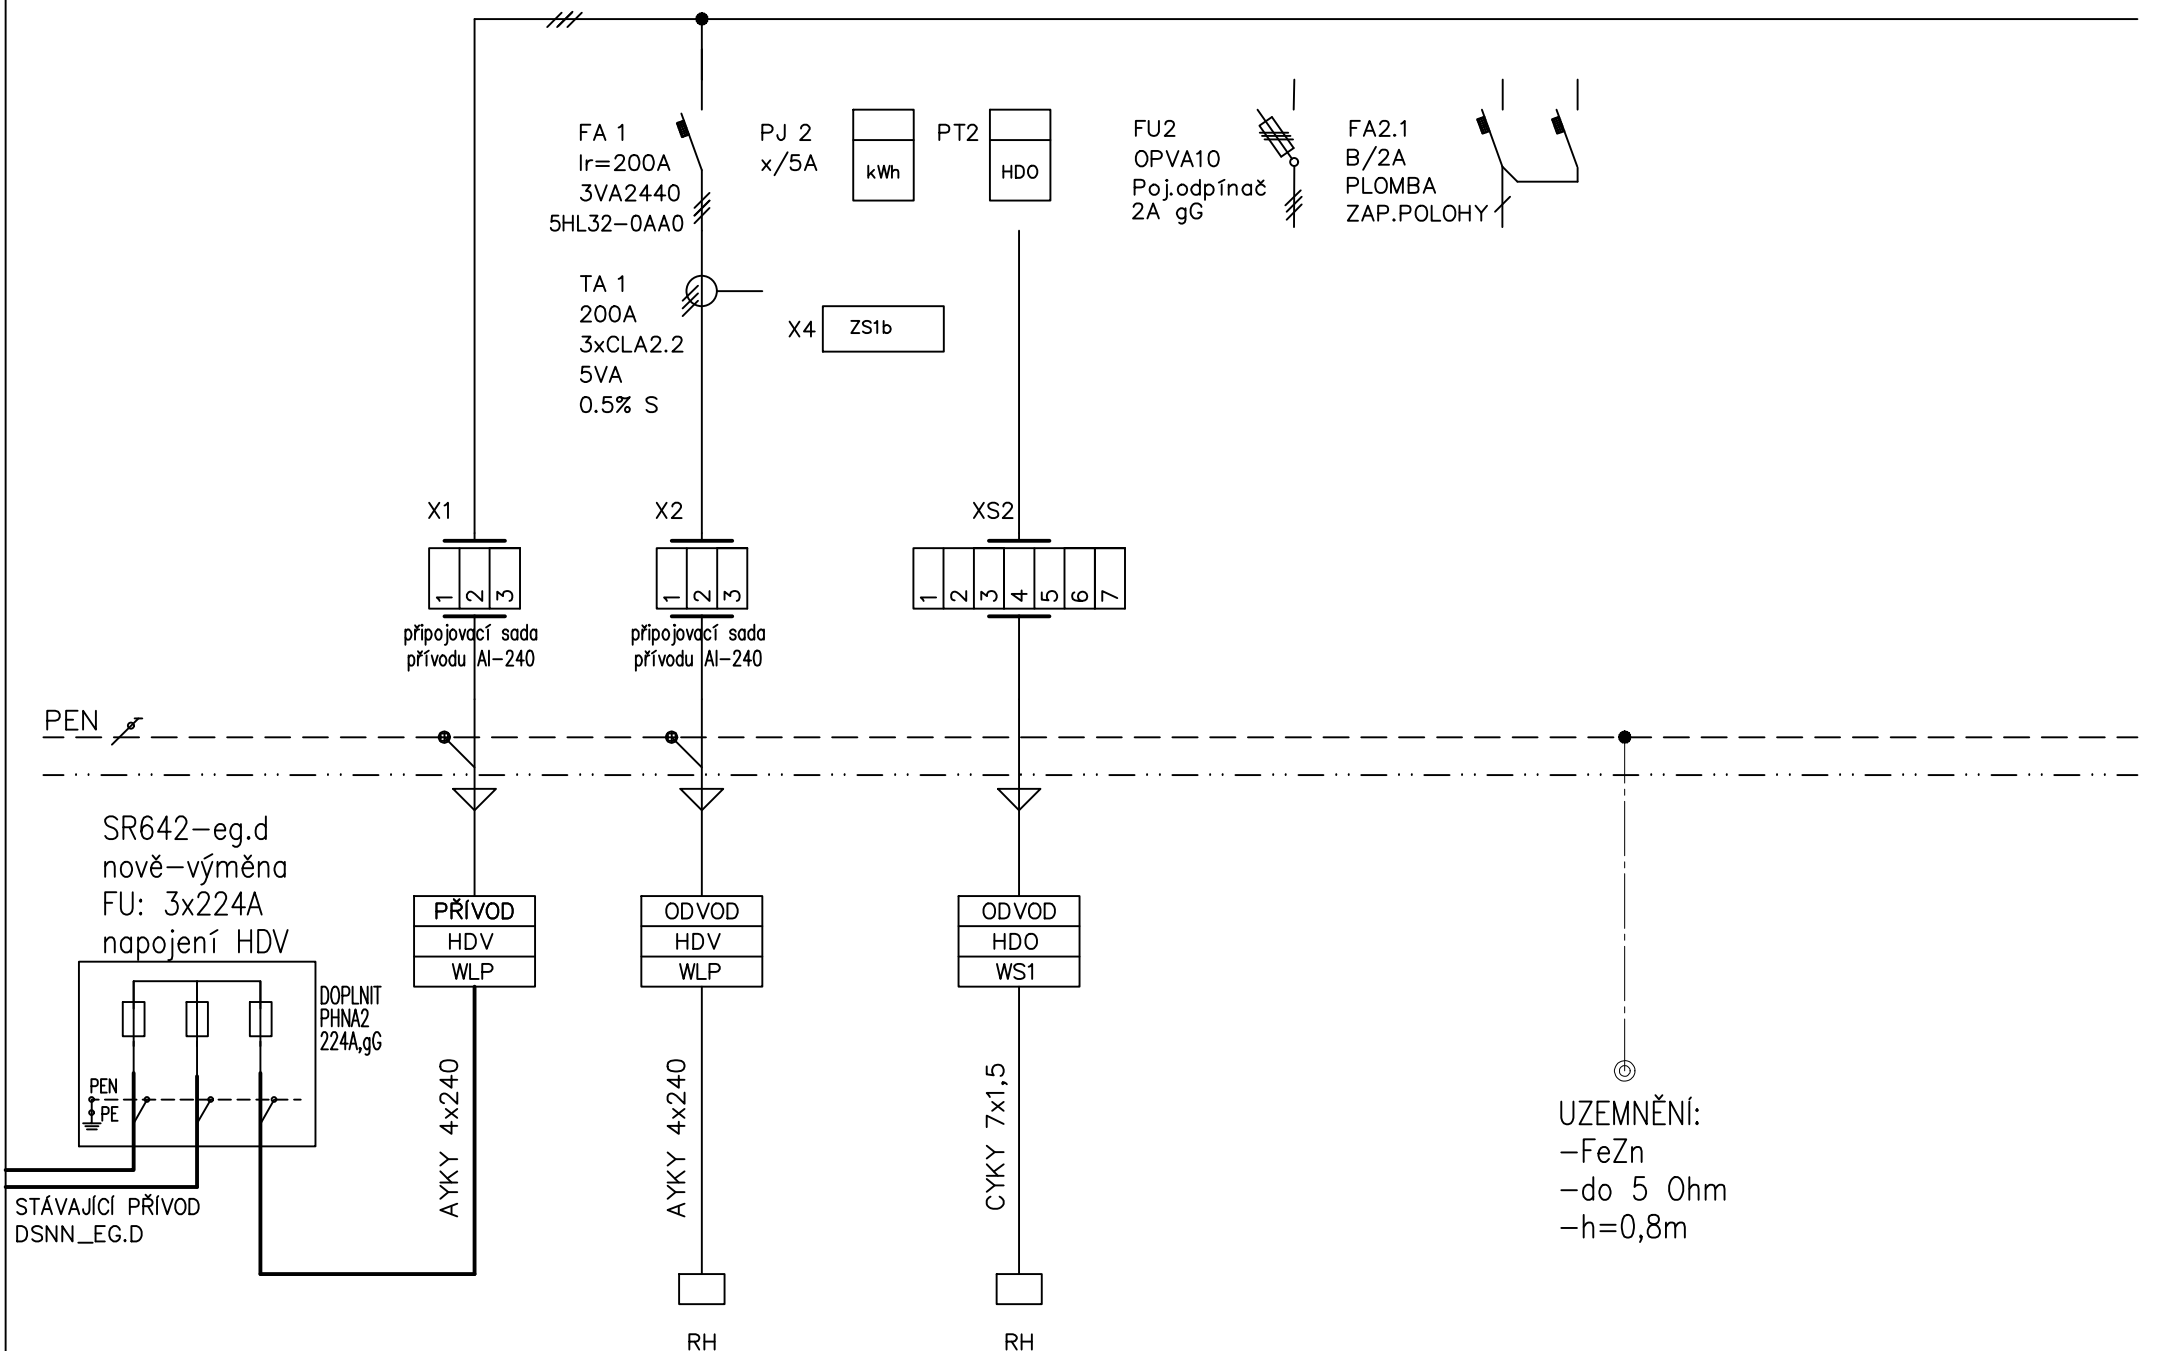 FA 1
Ir=200A
3VA2440
5HL32-0AA0
PJ 2
x/5A
kWh
PT2
HDO
FU2
OPVA10
Poj.odpínač
2A gG
FA2.1
B/2A
PLOMBA
ZAP.POLOHY
TA 1
200A
3xCLA2.2
5VA
0.5% S
X4
ZS1b
X1
1 2 3
připojovací sada
přívodu Al-240
X2
1 2 3
připojovací sada
přívodu Al-240
XS2
1 2 3 4 5 6 7
PEN
SR642-eg.d
nově-výměna
FU: 3x224A
napojení HDV
DOPLNIT
PHNA2
224A,gG
PEN
PE
STÁVAJÍCÍ PŘÍVOD
DSNN_EG.D
PŘÍVOD
HDV
WLP
AYKY 4x240
ODVOD
HDV
WLP
AYKY 4x240
RH
ODVOD
HDO
WS1
CYKY 7x1,5
RH
UZEMNĚNÍ:
-FeZn
-do 5 Ohm
-h=0,8m